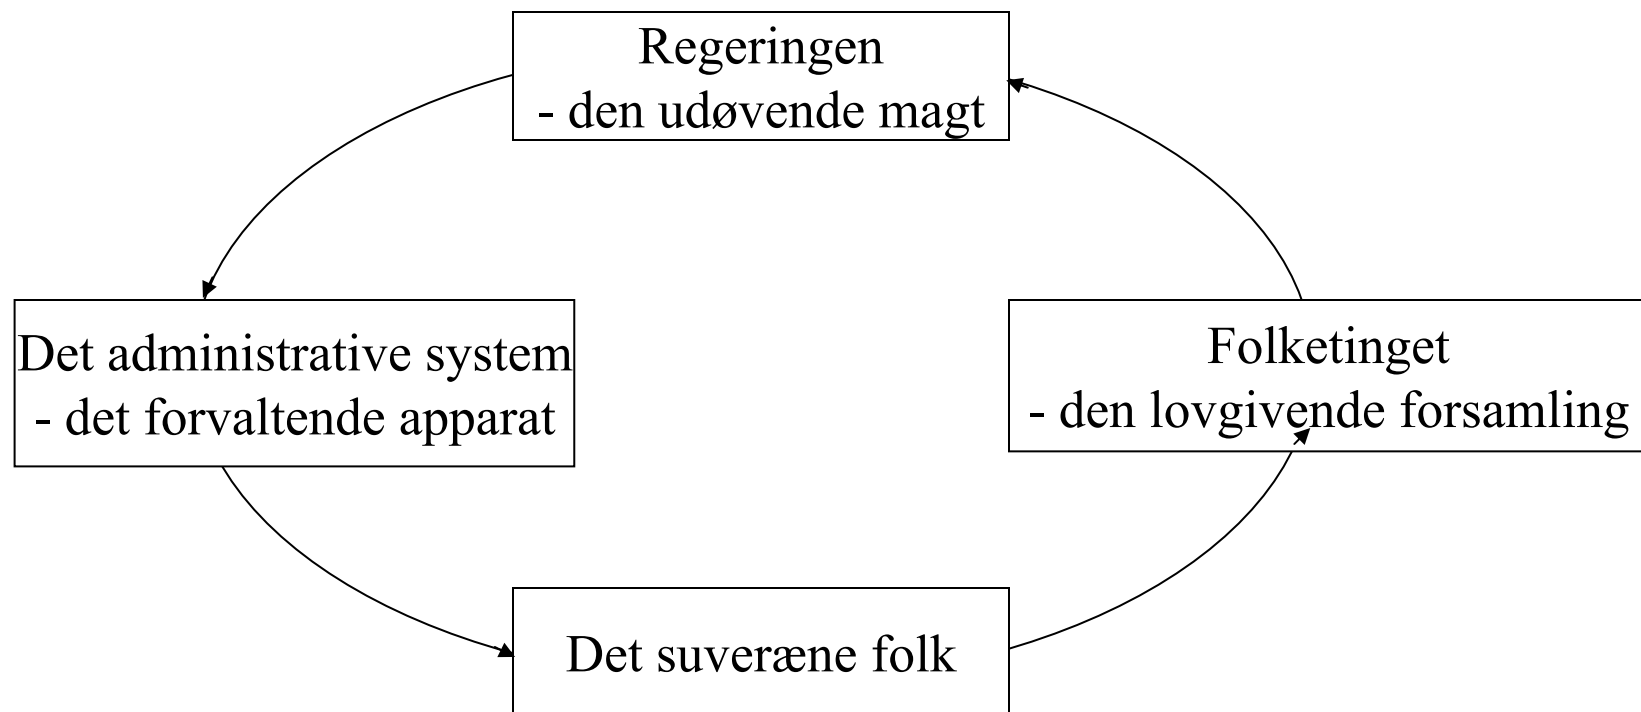 Regeringen
- den udøvende magt
Det administrative system
- det forvaltende apparat
Folketinget
- den lovgivende forsamling
Det suveræne folk